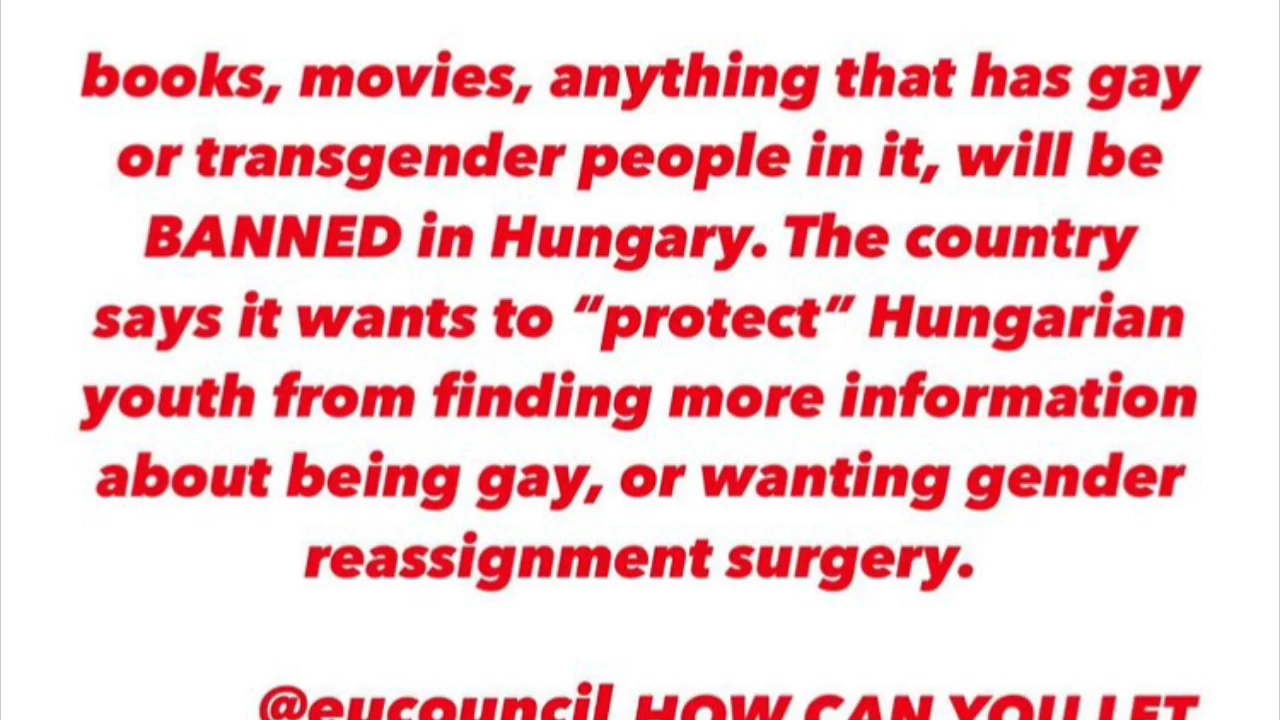 books, movies, anything that has gay
or transgender people in it, will be
BANNED in Hungary. The country
says it wants to “protect” Hungarian
youth from finding more information
about being gay, or wanting gender
reassignment surgery.
@eucouncil HOW CAN YOU LET